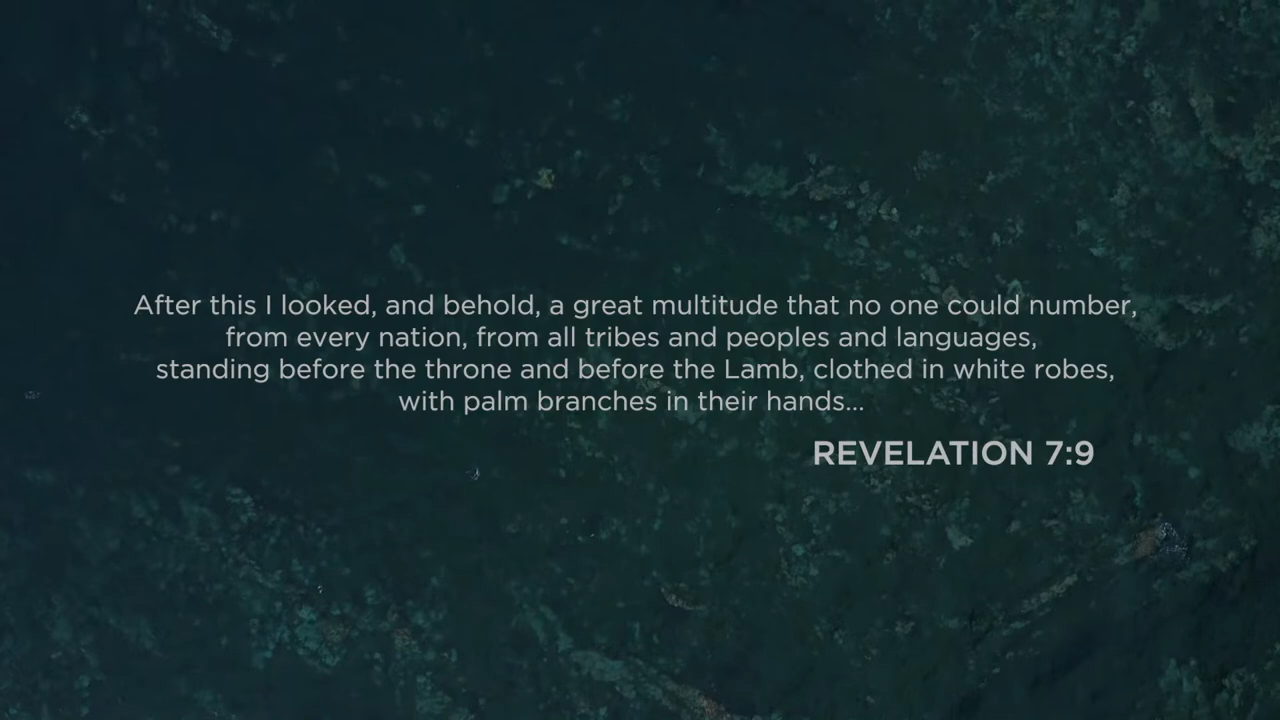 After this I looked, and behold, a great multitude that no one could number,
from every nation, from all tribes and peoples and languages,
standing before the throne and before the Lamb, clothed in white robes,
with palm branches in their hands...
REVELATION 7:9